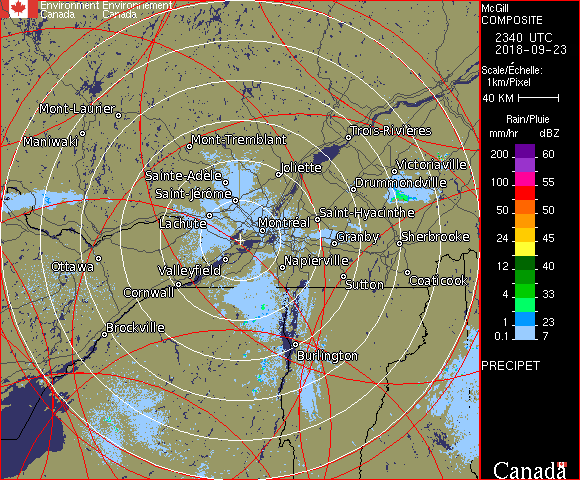 Environment Environnement
Canada Canada
McGill
COMPOSITE
2340 UTC
2018-09-23
Scale/Échelle:
1km/Pixel
40 KM
Rain/Pluie
mm/hr dBZ
200 60
100 55
50 50
24 45
12 40
4 33
2 23
0.1 7
PRECIPET
Canada
Mont-Laurier
Maniwaki
Mont-Tremblant
Trois-Rivières
Joliette
Victoriaville
Sainte-Adèle
Drummondville
Saint-Jérôme
Lachute
Saint-Hyacinthe
Montréal
Granby
Sherbrooke
Ottawa
Valleyfield
Napierville
Cornwall
Sutton
Coaticook
Brockville
Burlington